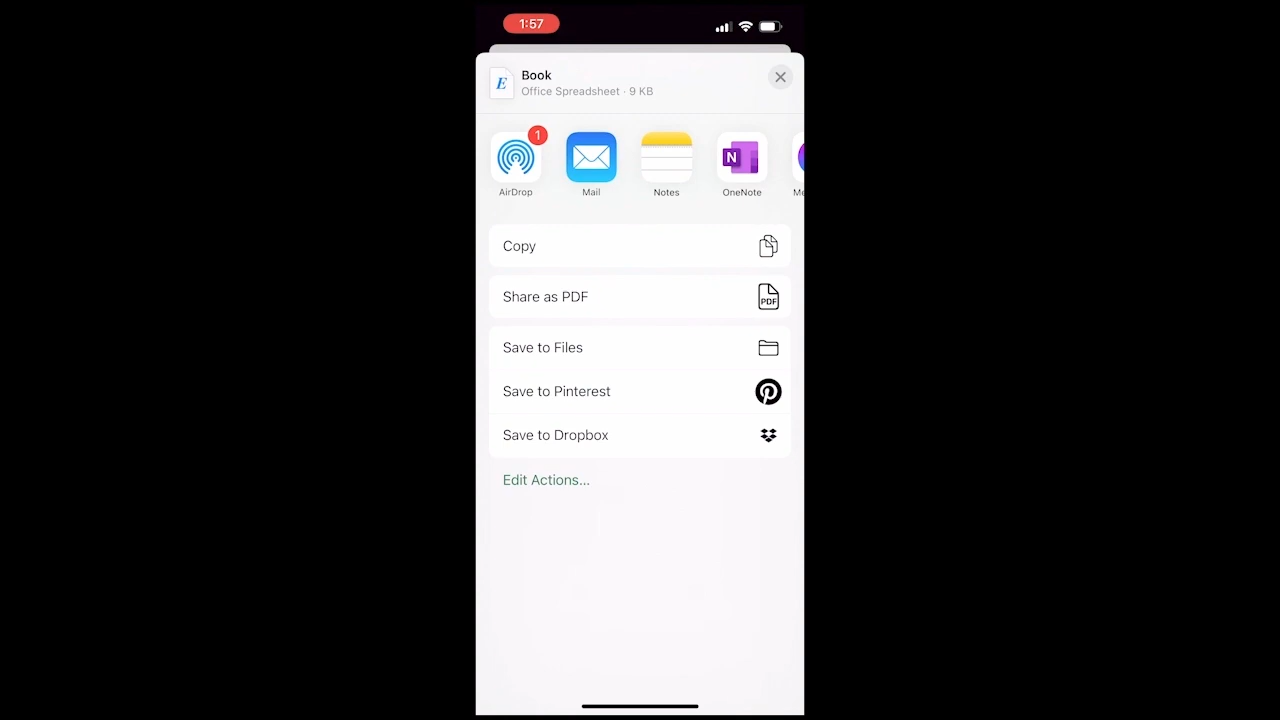 1:57
Book
Office Spreadsheet · 9 KB
E
1
N
AirDrop
Mail
Notes
OneNote
Copy
Share as PDF
PDF
Save to Files
Save to Pinterest
Save to Dropbox
Edit Actions...